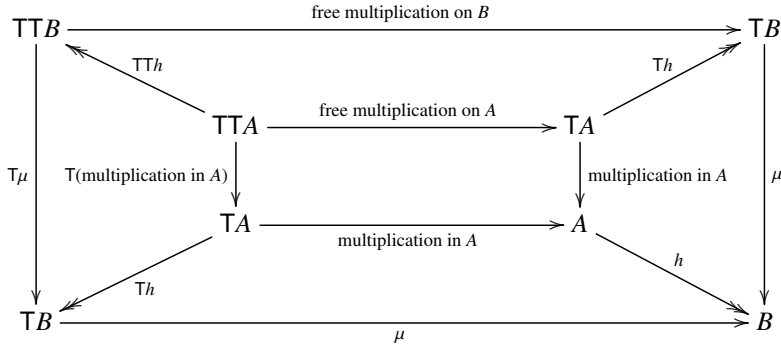 free multiplication on B
TTB TB
TTh Th
free multiplication on A
TTA TA
Tμ T(multiplication in A) multiplication in A μ
TA A
multiplication in A
Th h
TB B
μ